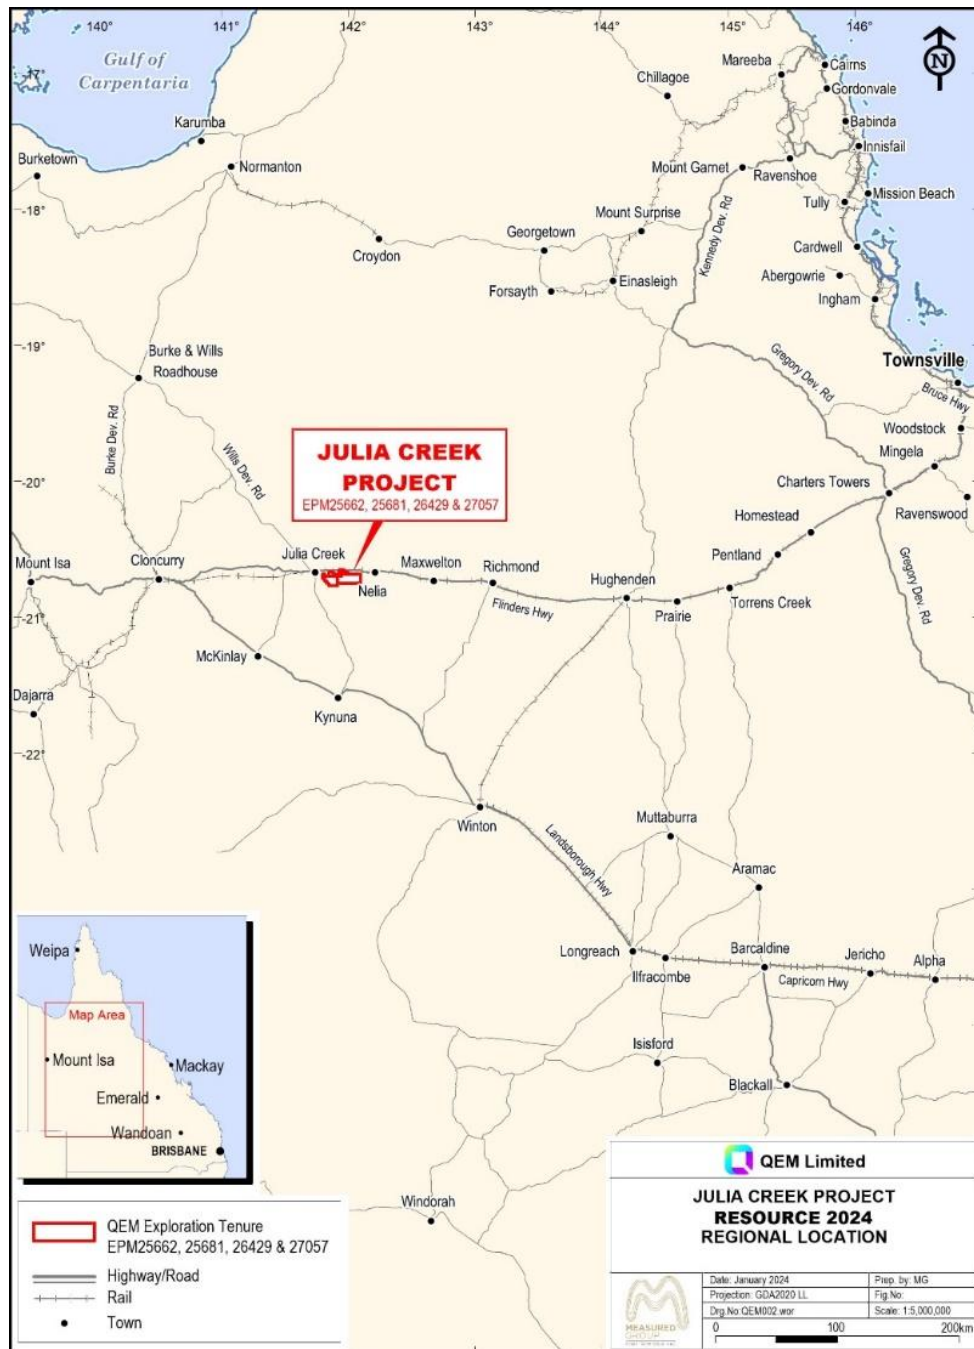 140°
141°
142°
143°
144°
145°
146°
N
Gulf of
Carpentaria
-17°
Mareeba
Cairns
Chillagoe
Gordonvale
Karumba
Babinda
Burketown
Normanton
Innisfail
Mount Garnet
Ravenshoe
-18°
Mount Surprise
Tully
Mission Beach
Kennedy Dev. Rd
Georgetown
Croydon
Cardwell
Forsayth
Einasleigh
Abergowrie
Ingham
-19°
Burke & Wills
Roadhouse
Gregory Dev. Rd
Townsville
Bruce Hwy
Burke Dev. Rd
Wills Dev. Rd
Woodstock
JULIA CREEK
PROJECT
EPM25662, 25681, 26429 & 27057
Mingela
-20°
Charters Towers
Ravenswood
Homestead
Mount Isa
Cloncurry
Julia Creek
Maxwelton
Richmond
Pentland
Nelia
Hughenden
Flinders Hwy
Prairie
Torrens Creek
Gregory Dev. Rd
-21°
McKinlay
Dajarra
Kynuna
-22°
Winton
Muttaburra
Landsborough Hwy
Aramac
Longreach
Ilfracombe
Barcaldine
Jericho
Alpha
Capricorn Hwy
Isisford
Blackall
Windorah
Weipa
Map Area
Mount Isa
Mackay
Emerald
Wandoan
BRISBANE
QEM Exploration Tenure
EPM25662, 25681, 26429 & 27057
Highway/Road
Rail
Town
QEM Limited
JULIA CREEK PROJECT
RESOURCE 2024
REGIONAL LOCATION
MEASURED
GROUP
Date: January 2024
Prep. by: MG
Projection: GDA2020 LL
Fig.No:
Drg.No:QEM002.wor
Scale: 1:5,000,000
0 100 200km